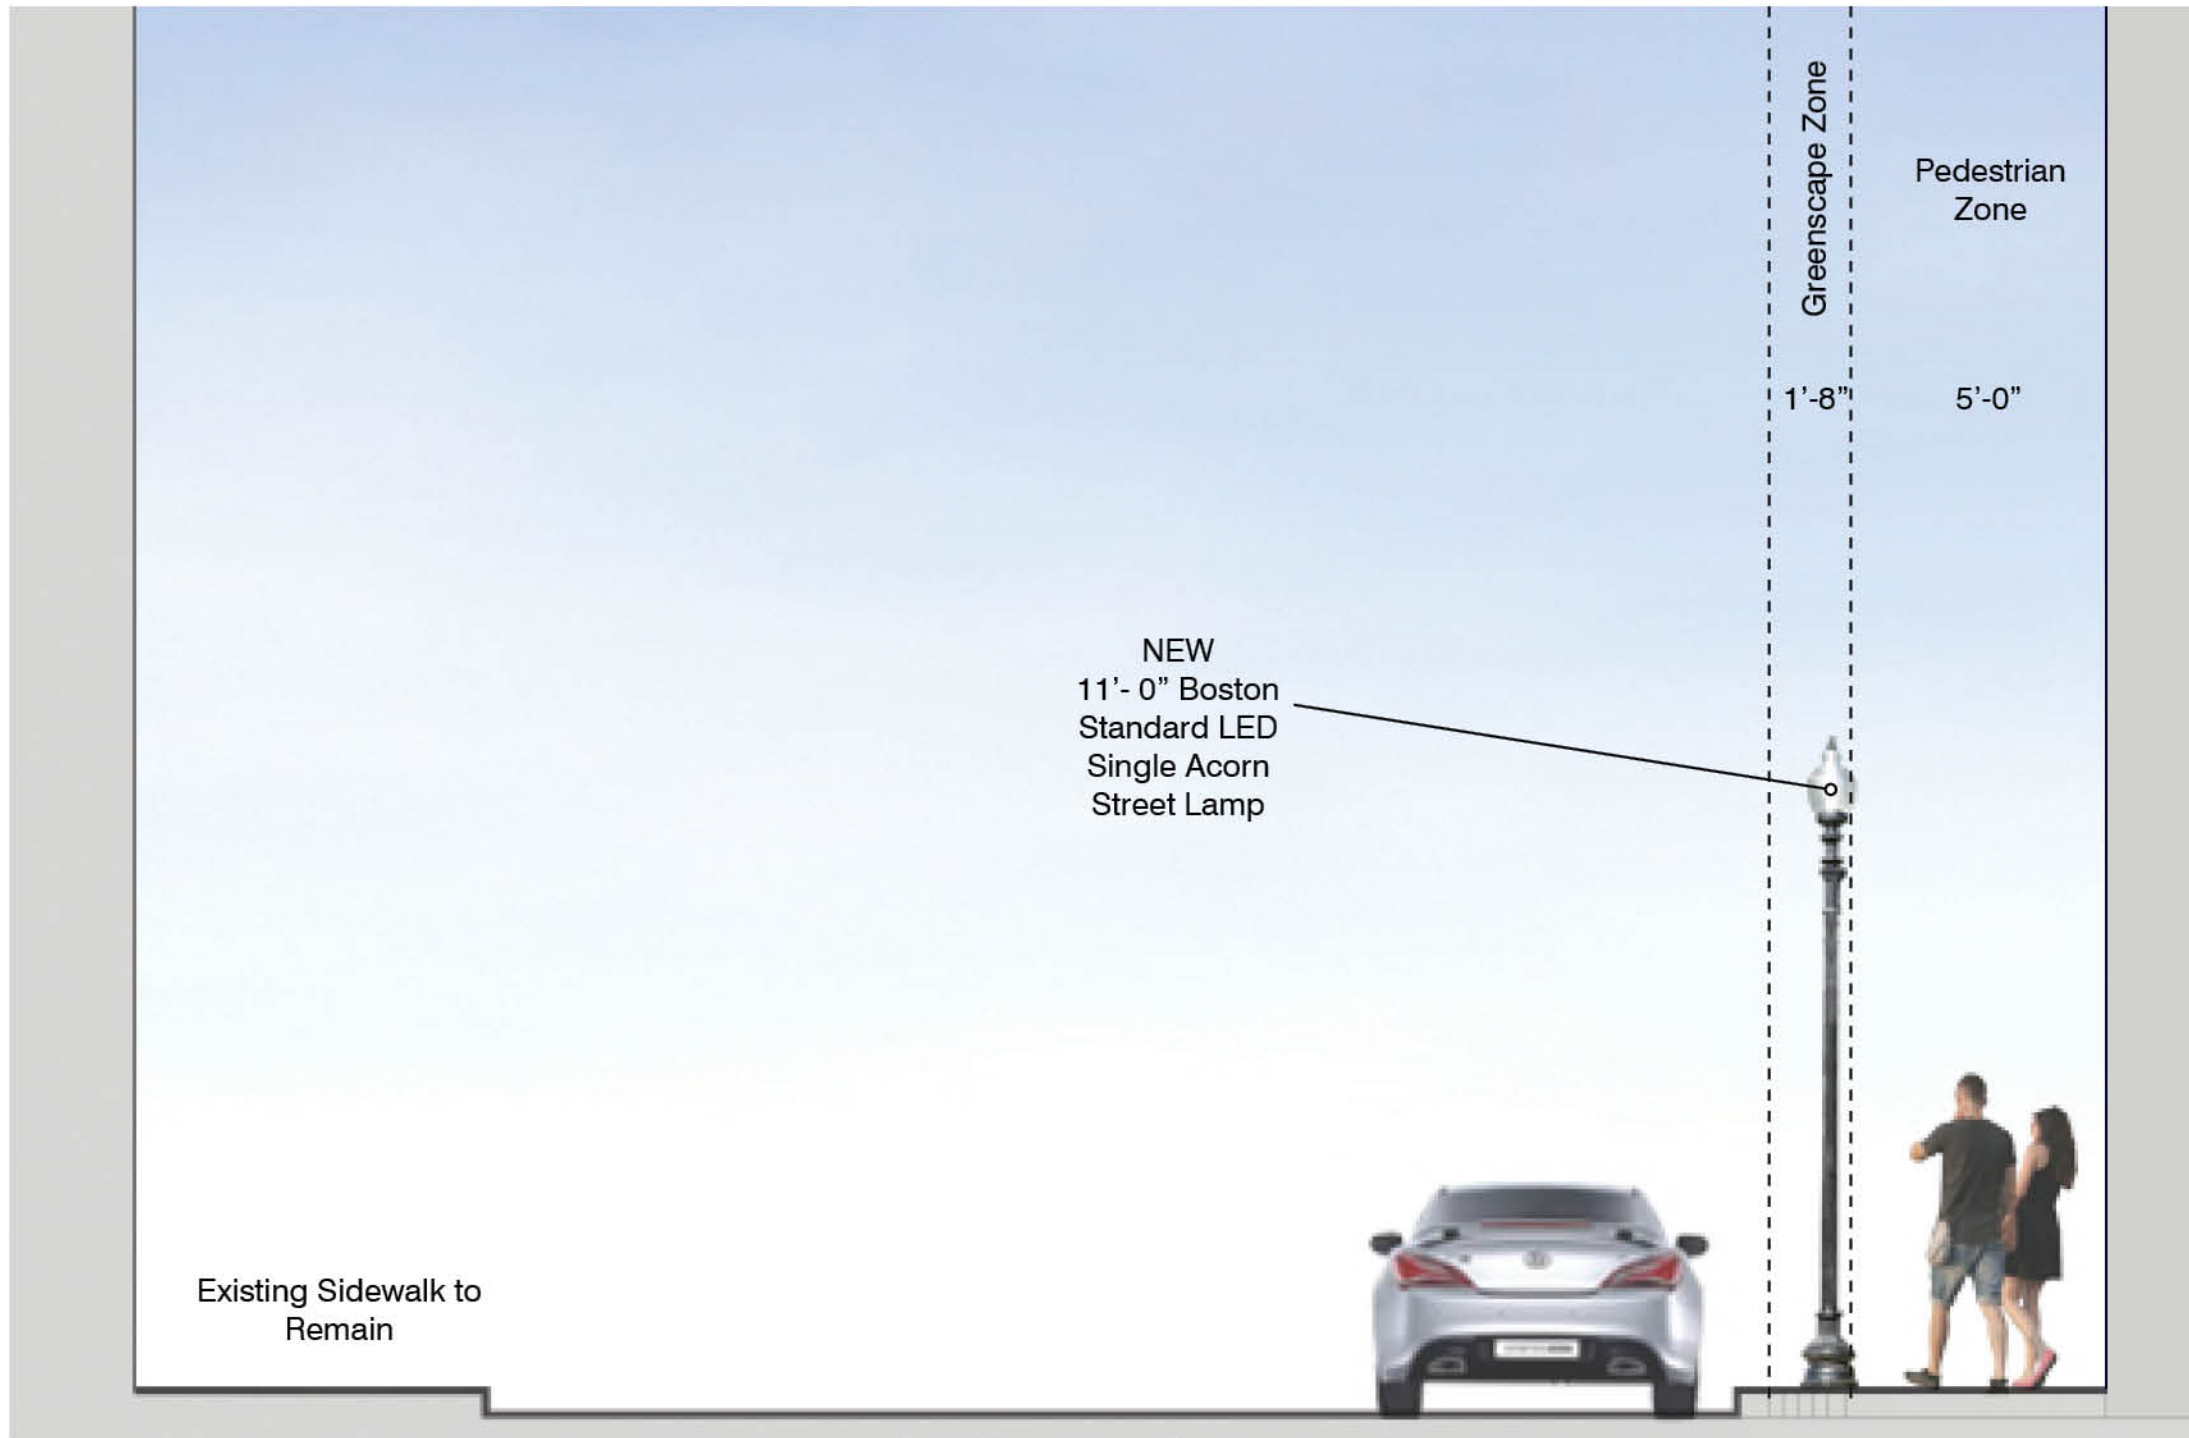 Greenscape Zone
Pedestrian
Zone
1’-8”
5’-0”
NEW
11’- 0” Boston
Standard LED
Single Acorn
Street Lamp
Existing Sidewalk to
Remain